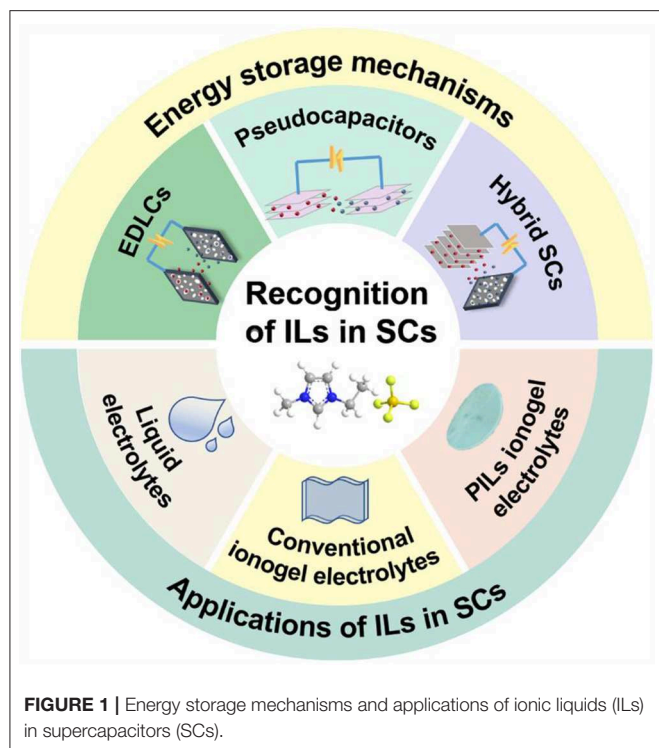 Energy storage mechanisms
Pseudocapacitors
EDLCs
Hybrid SCs
Recognition
of ILs in SCs
H₃C
CH₃
Liquid
electrolytes
Conventional
ionogel electrolytes
PILs ionogel
electrolytes
Applications of ILs in SCs
FIGURE 1 | Energy storage mechanisms and applications of ionic liquids (ILs)
in supercapacitors (SCs).